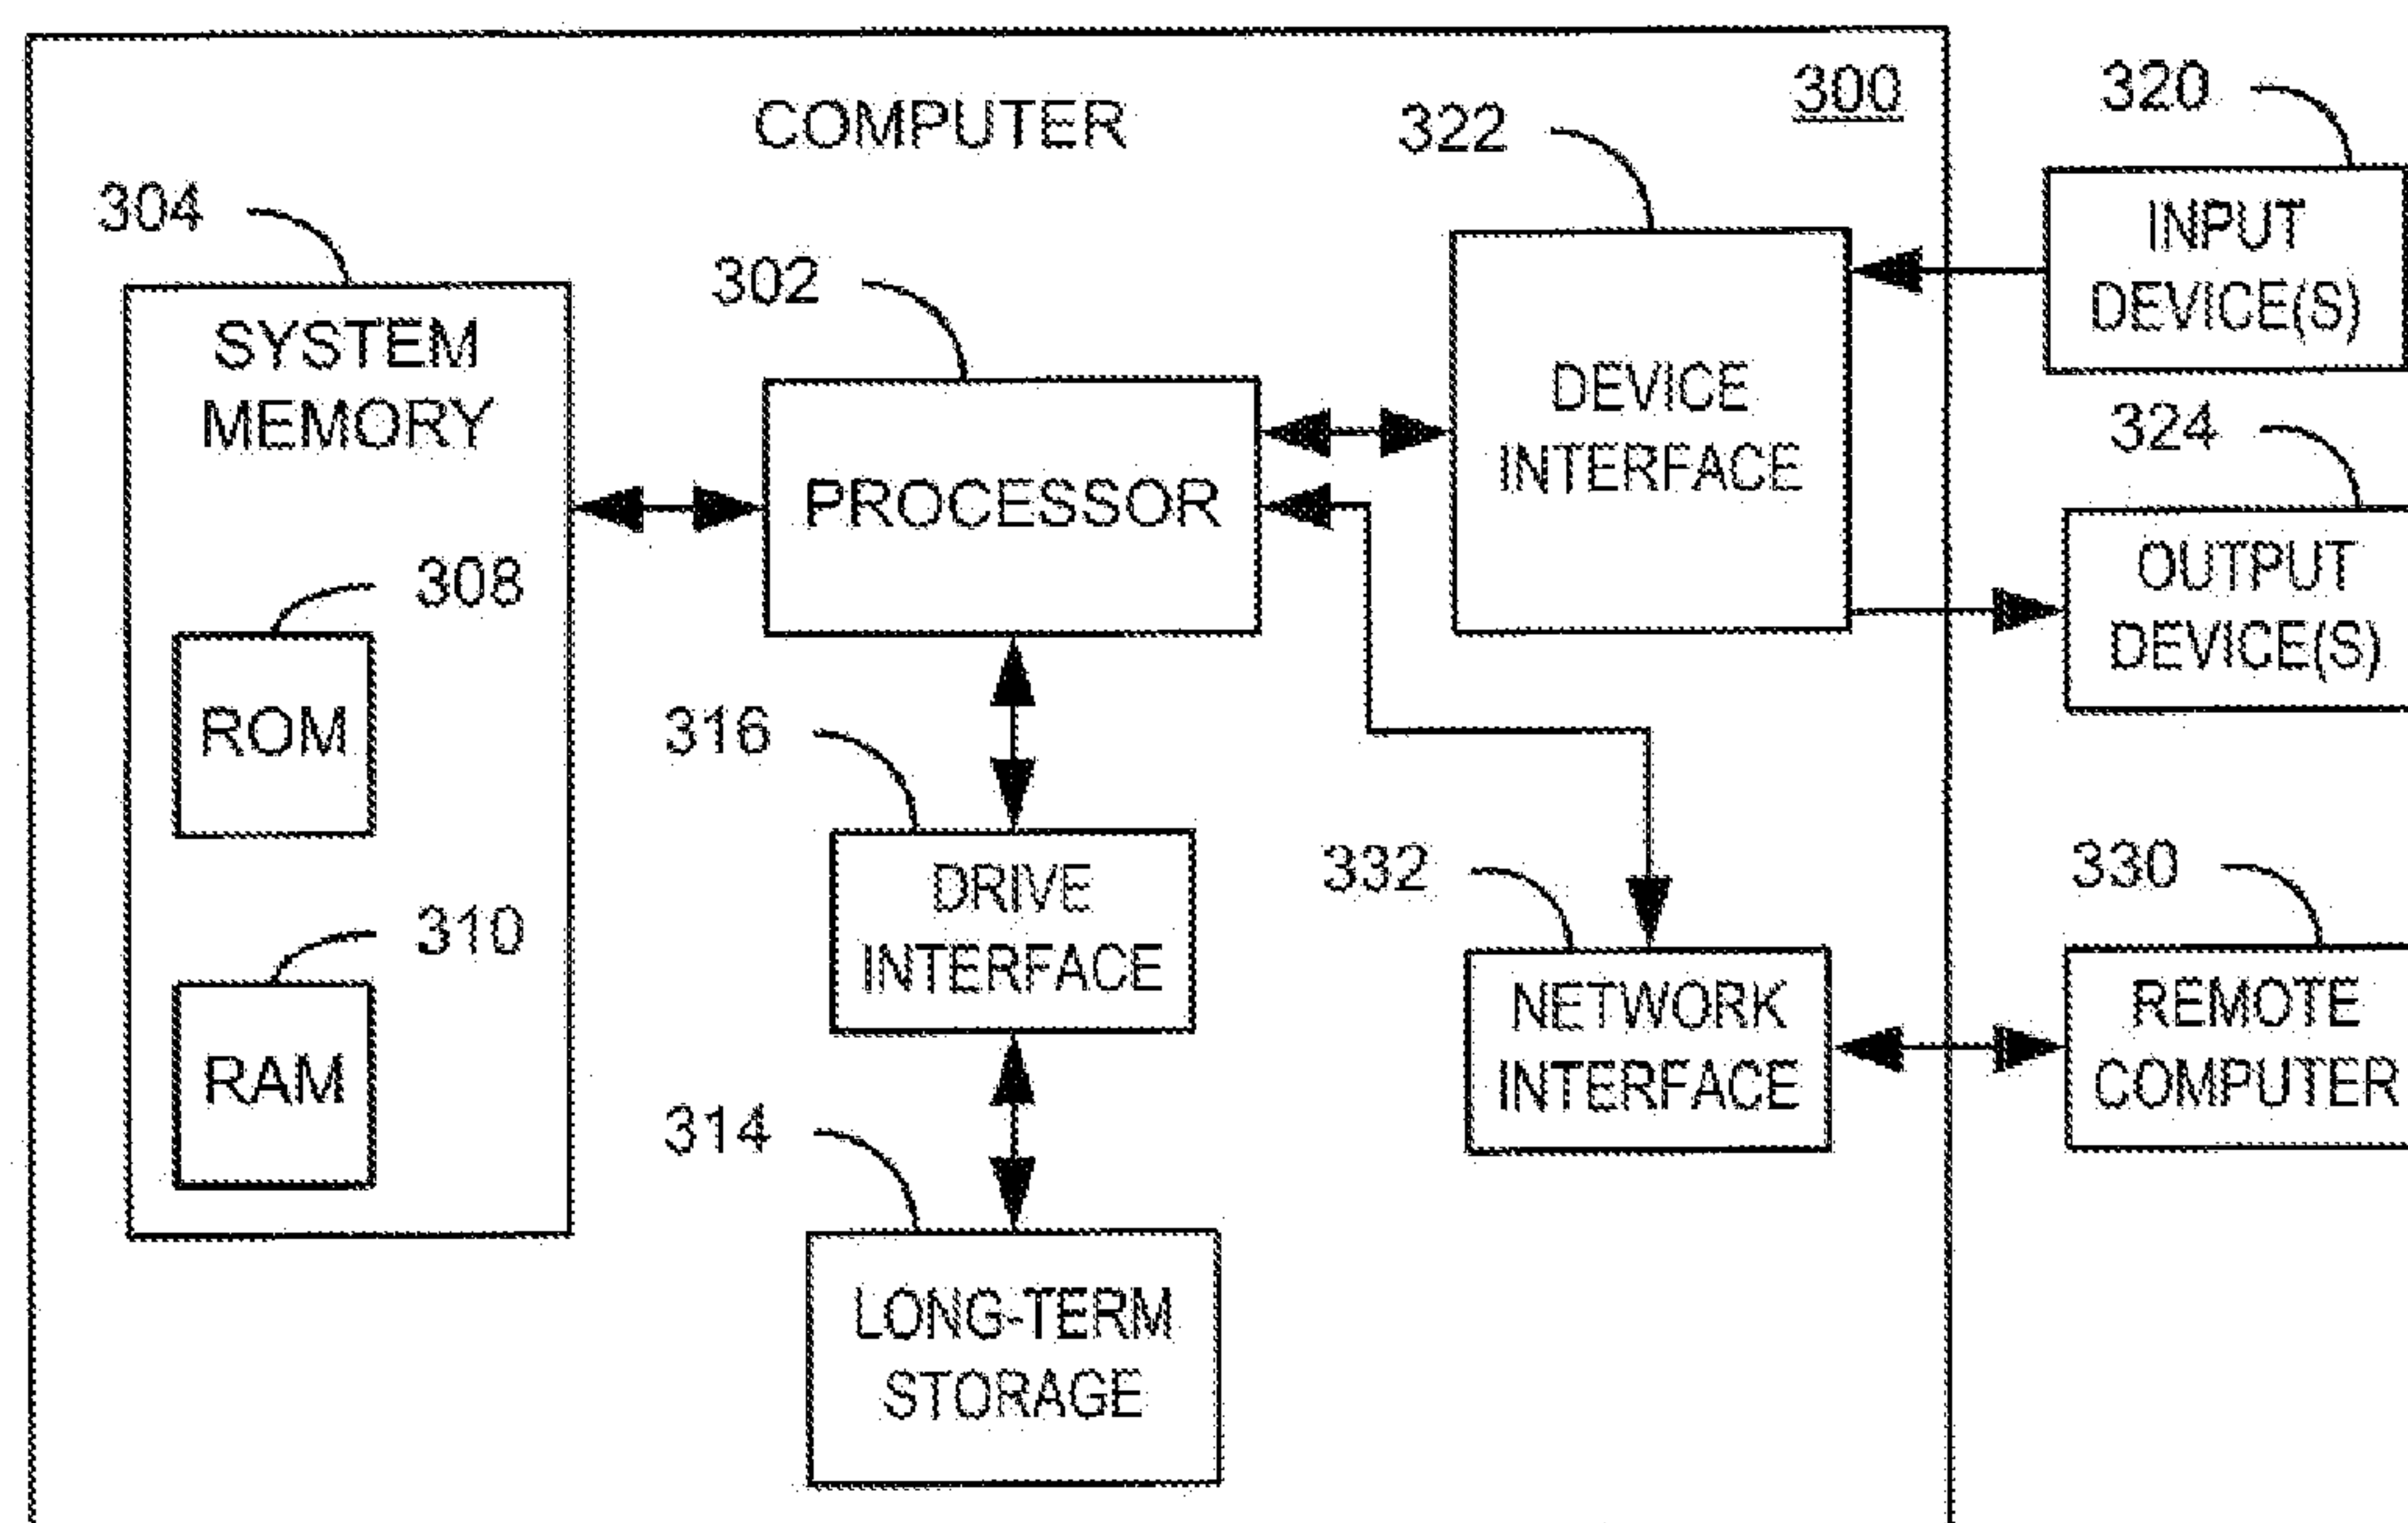 COMPUTER
300
320
322
INPUT
DEVICE(S)
304
SYSTEM
MEMORY
302
PROCESSOR
DEVICE
INTERFACE
324
OUTPUT
DEVICE(S)
308
ROM
310
RAM
316
DRIVE
INTERFACE
332
NETWORK
INTERFACE
330
REMOTE
COMPUTER
314
LONG-TERM
STORAGE